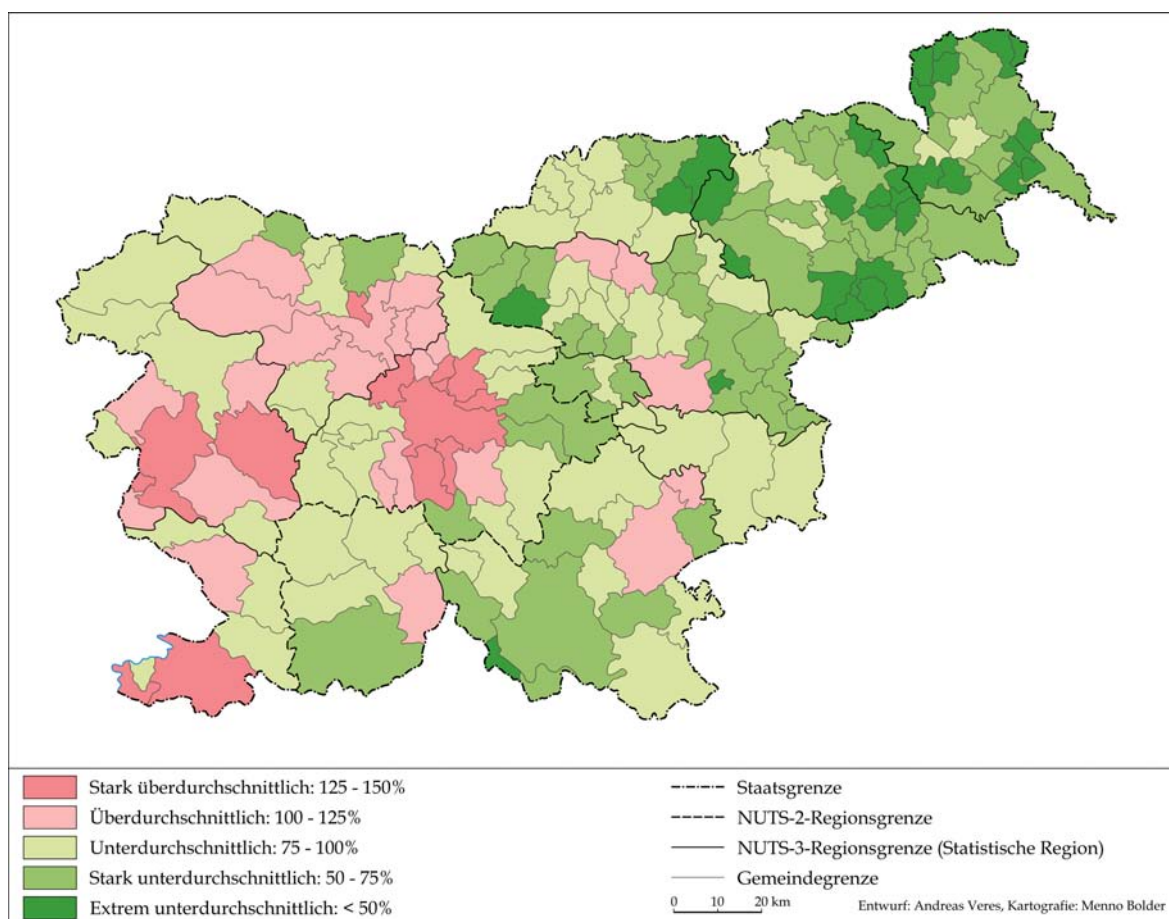 Stark überdurchschnittlich: 125 - 150%
Überdurchschnittlich: 100 - 125%
Unterdurchschnittlich: 75 - 100%
Stark unterdurchschnittlich: 50 - 75%
Extrem unterdurchschnittlich: < 50%
Staatsgrenze
NUTS-2-Regionsgrenze
NUTS-3-Regionsgrenze (Statistische Region)
Gemeindegrenze
0 10 20 km
Entwurf: Andreas Veres, Kartografie: Menno Bolder